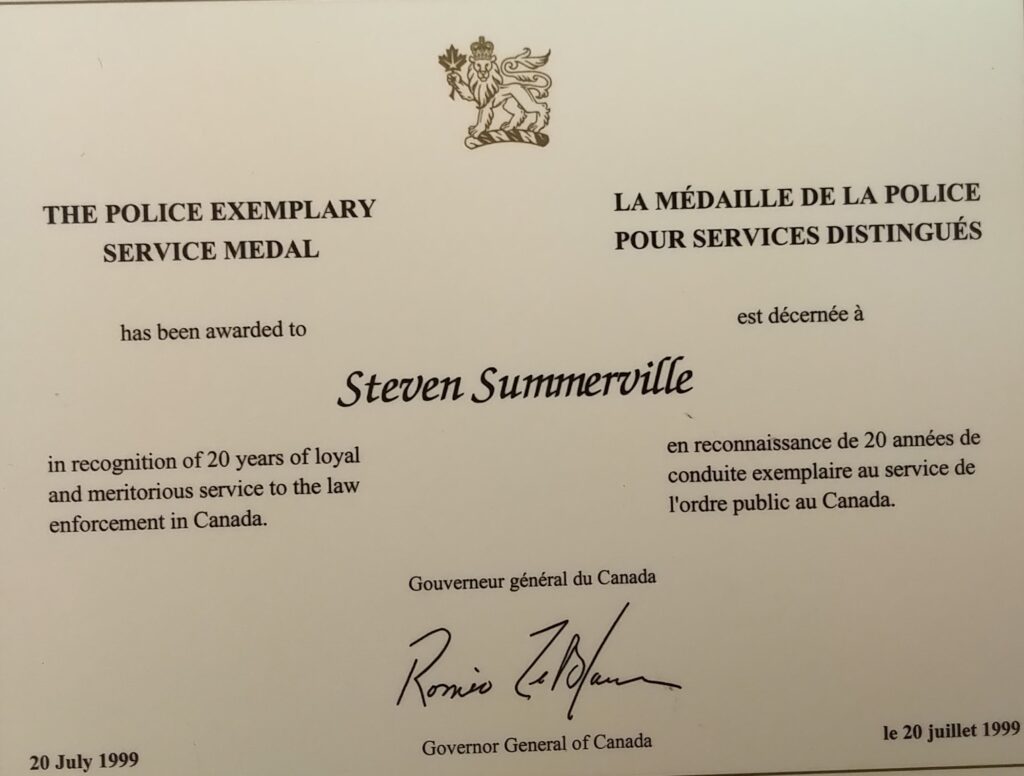 THE POLICE EXEMPLARY
SERVICE MEDAL
has been awarded to
LA MÉDAILLE DE LA POLICE
POUR SERVICES DISTINGUÉS
est décernée à
Steven Summerville
in recognition of 20 years of loyal
and meritorious service to the law
enforcement in Canada.
en reconnaissance de 20 années de
conduite exemplaire au service de
l'ordre public au Canada.
Gouverneur général du Canada
Roméo LeBlanc
Governor General of Canada
20 July 1999
le 20 juillet 1999